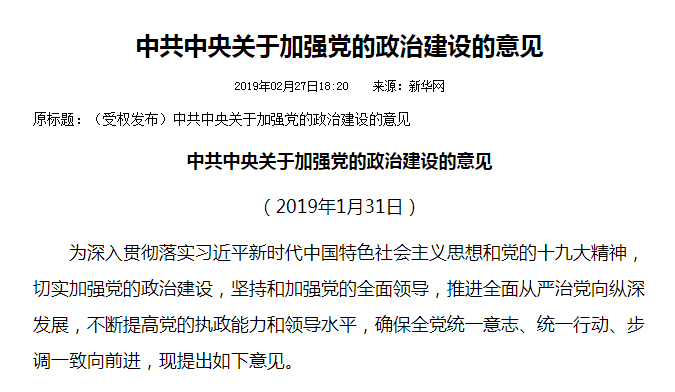 中共中央关于加强党的政治建设的意见
2019年02月27日18:20 来源：新华网
原标题：（受权发布）中共中央关于加强党的政治建设的意见
中共中央关于加强党的政治建设的意见
（2019年1月31日）
为深入贯彻落实习近平新时代中国特色社会主义思想和党的十九大精神，
切实加强党的政治建设，坚持和加强党的全面领导，推进全面从严治党向纵深
发展，不断提高党的执政能力和领导水平，确保全党统一意志、统一行动、步
调一致向前进，现提出如下意见。